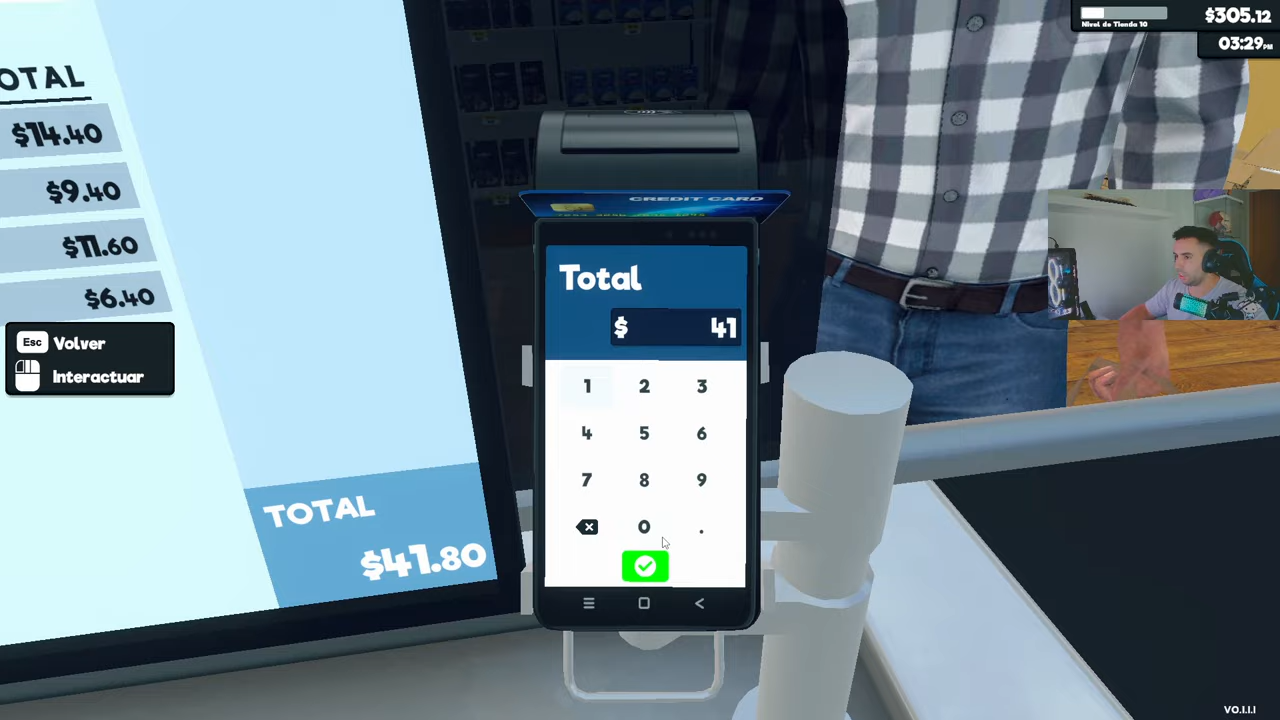 OTAL
$14.40
$9.40
$11.60
$6.40
Esc Volver
Interactuar
TOTAL
$41.80
CREDIT CARD
Total
$ 41
1 2 3
4 5 6
7 8 9
0 .
Nivel de Tienda 10
$305.12
03:29PM
V0.1.1.1